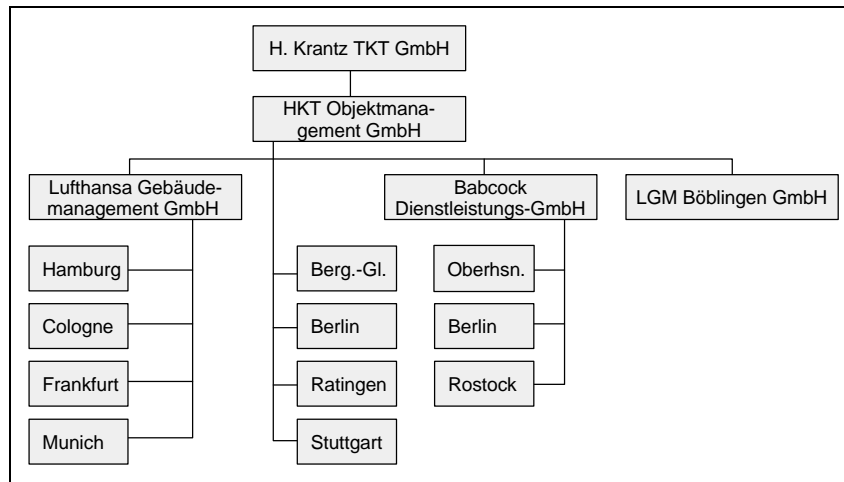 H. Krantz TKT GmbH
HKT Objektmana-
gement GmbH
Lufthansa Gebäude-
management GmbH
Babcock
Dienstleistungs-GmbH
LGM Böblingen GmbH
Hamburg
Berg.-Gl.
Oberhsn.
Cologne
Berlin
Berlin
Frankfurt
Ratingen
Rostock
Munich
Stuttgart